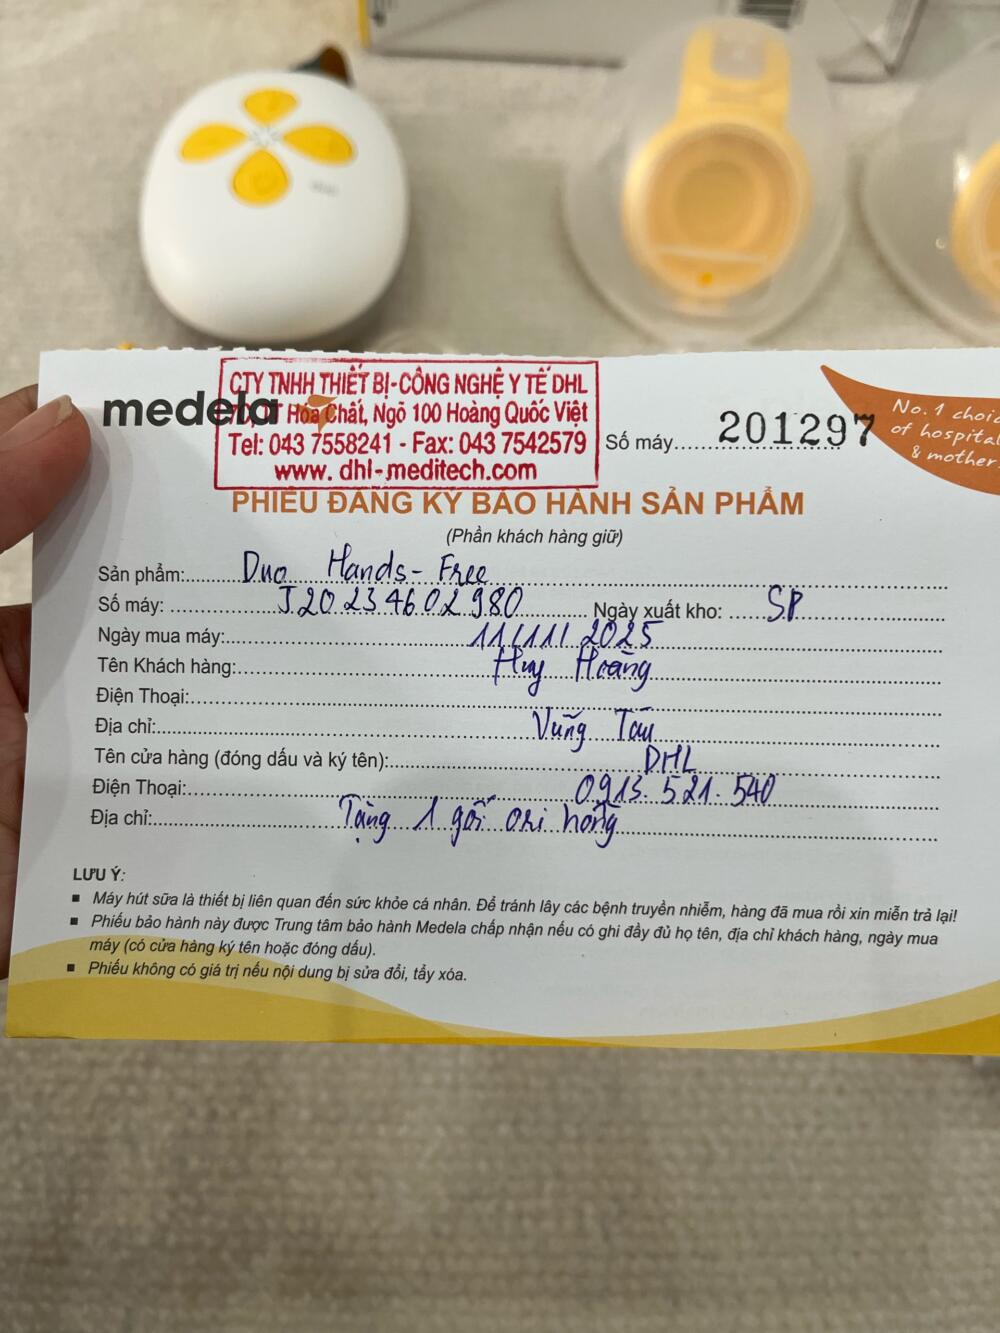 CTY TNHH THIẾT BỊ-CÔNG NGHỆ Y TẾ DHL
medela
Hóa Chất, Ngõ 100 Hoàng Quốc Việt
Tel: 043 7558241 - Fax: 043 7542579
www. dhl-meditech.com
Số máy..... 201297
No. 1
of
& mother
PHIẾU ĐĂNG KÝ BẢO HÀNH SẢN PHẨM
(Phần khách hàng giữ)
Sản phẩm: Duo Hands-Free
Số máy: J20234602980 Ngày xuất kho: SP
Ngày mua máy: 11/11/2025
Tên Khách hàng: Huy Hoàng
Điện Thoại:
Địa chỉ: Vũng Tàu
Tên cửa hàng (đóng dấu và ký tên): DHL
Điện Thoại: 0913.521.540
Địa chỉ: Tặng 1 gối ori hồng
LƯU Ý:
▪ Máy hút sữa là thiết bị liên quan đến sức khỏe cá nhân. Để tránh lây các bệnh truyền nhiễm, hàng đã mua rồi xin miễn trả lại!
▪ Phiếu bảo hành này được Trung tâm bảo hành Medela chấp nhận nếu có ghi đầy đủ họ tên, địa chỉ khách hàng, ngày mua
máy (có cửa hàng ký tên hoặc đóng dấu).
▪ Phiếu không có giá trị nếu nội dung bị sửa đổi, tẩy xóa.